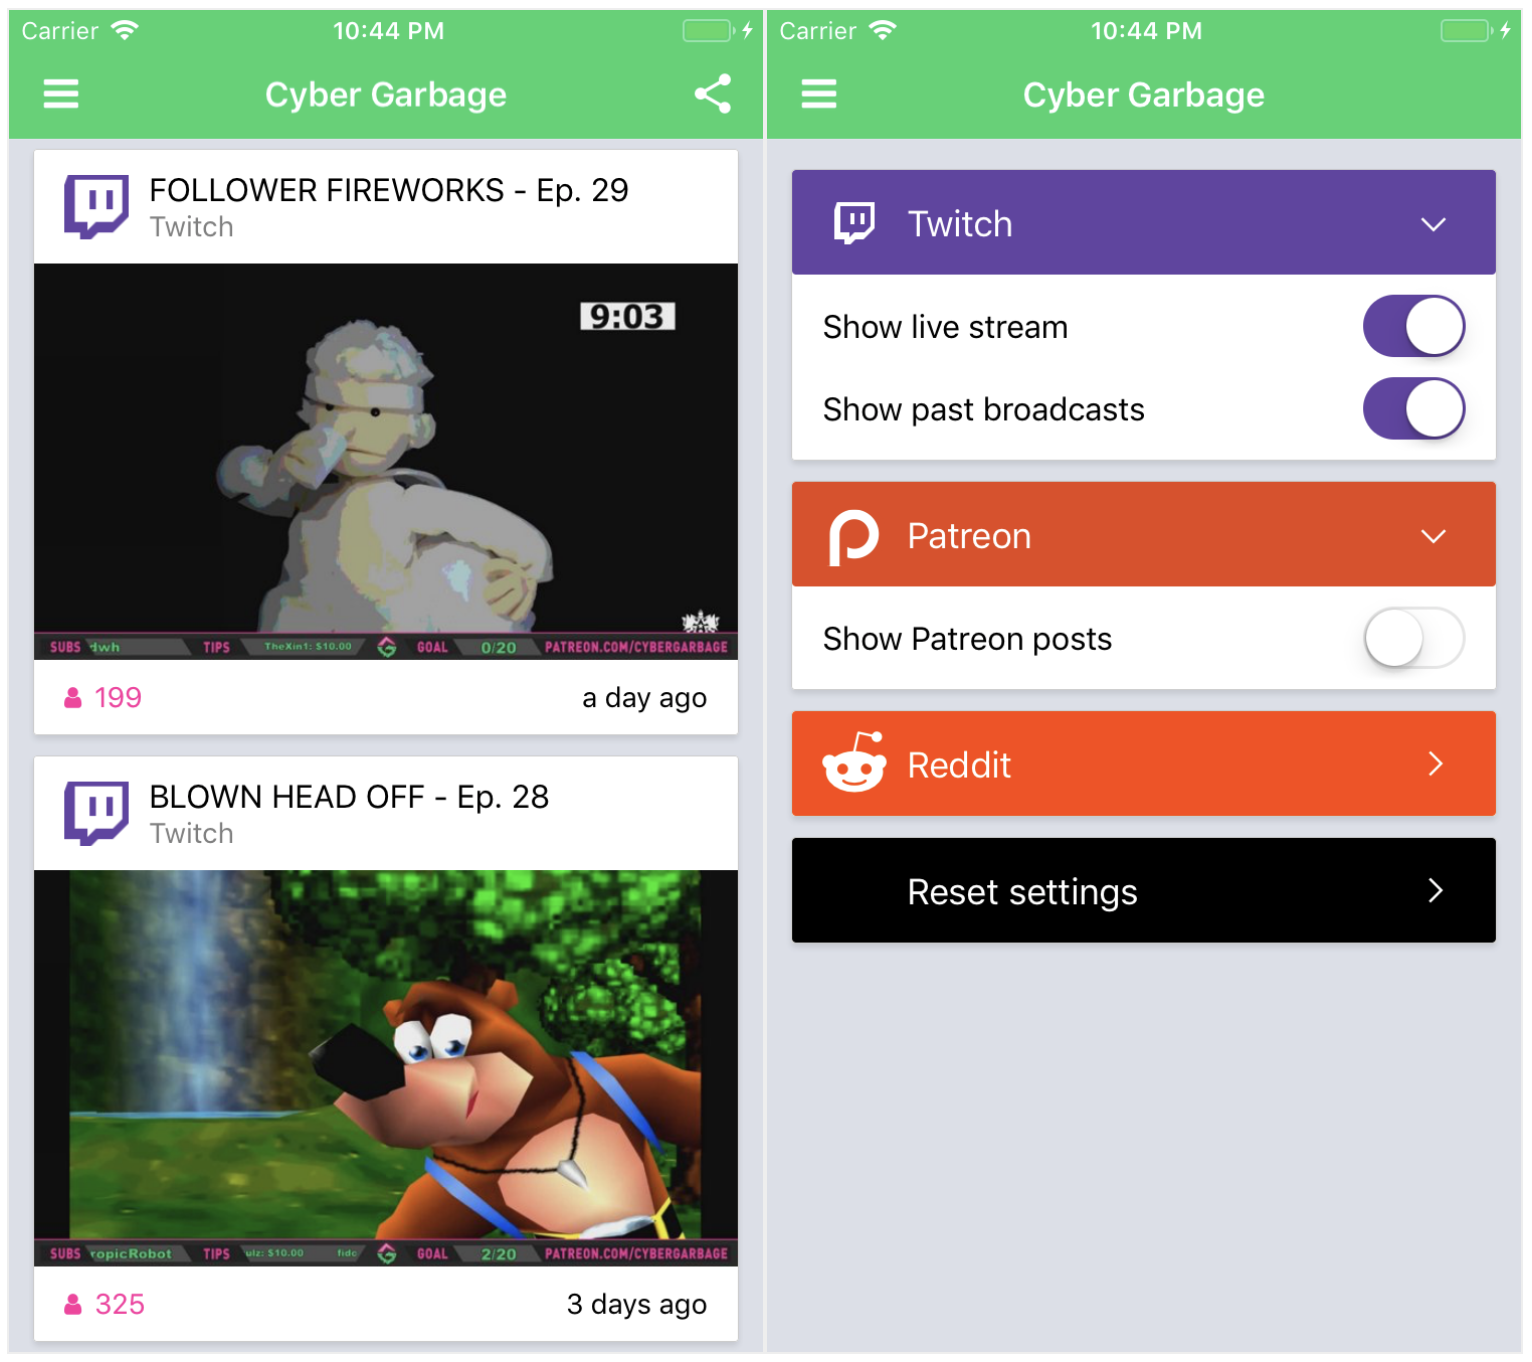 Carrier 10:44 PM
Cyber Garbage
FOLLOWER FIREWORKS - Ep. 29
Twitch
9:03
SUBS dwh TIPS TheXin1: $10.00 GOAL 0/20 PATREON.COM/CYBERGARBAGE
199 a day ago
BLOWN HEAD OFF - Ep. 28
Twitch
SUBS ropicRobot TIPS ulz: $10.00 fidc GOAL 2/20 PATREON.COM/CYBERGARBAGE
325 3 days ago
Carrier 10:44 PM
Cyber Garbage
Twitch
Show live stream
Show past broadcasts
Patreon
Show Patreon posts
Reddit
Reset settings